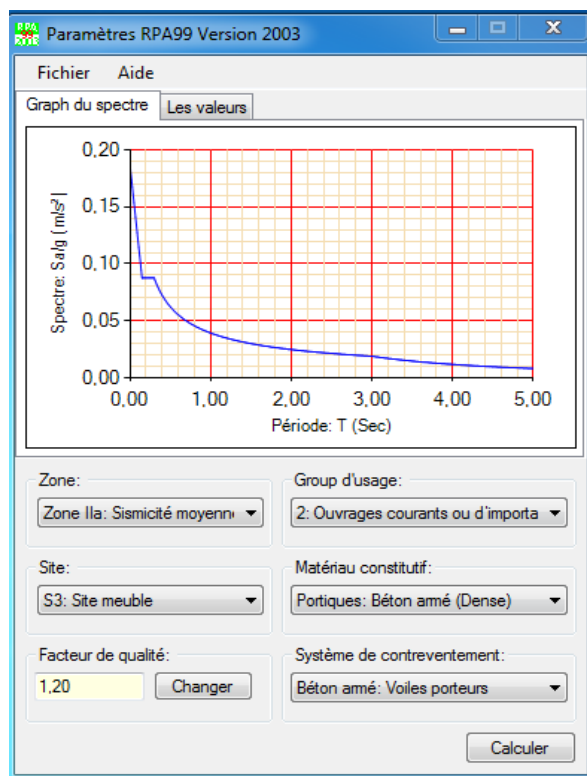 RPA 99 2003
Paramètres RPA99 Version 2003
Fichier Aide
Graph du spectre Les valeurs
Spectre: Sa/g ( m/s² |
0,20
0,15
0,10
0,05
0,00
0,00 1,00 2,00 3,00 4,00 5,00
Période: T (Sec)
Zone: Group d'usage:
Zone IIa: Sismicité moyenn 2: Ouvrages courants ou d'importa
Site: Matériau constitutif:
S3: Site meuble Portiques: Béton armé (Dense)
Facteur de qualité: Système de contreventement:
1,20 Changer Béton armé: Voiles porteurs
Calculer